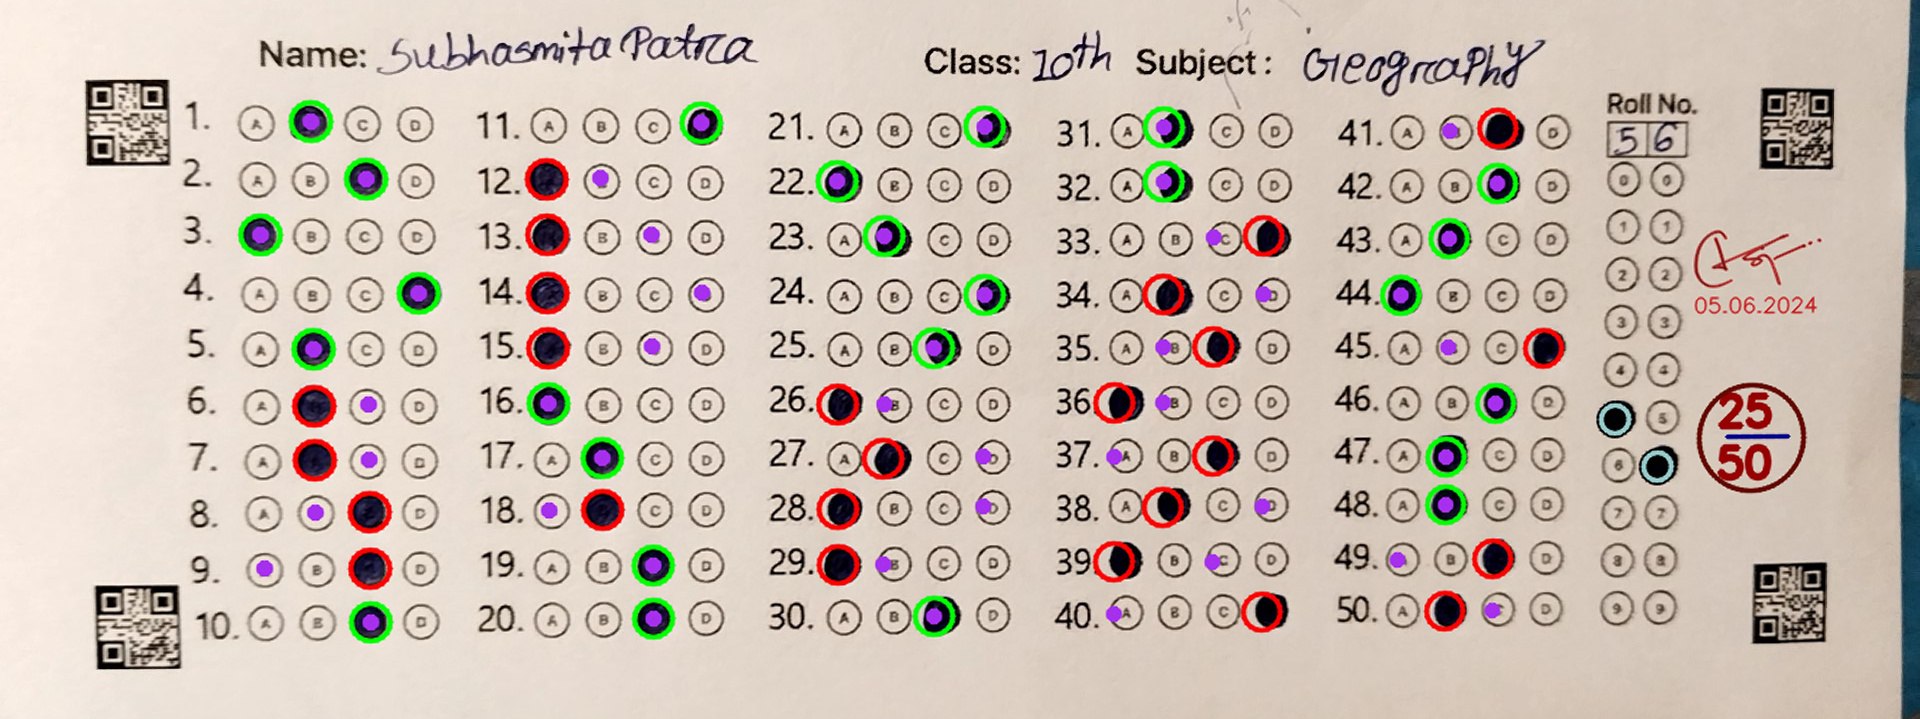 Name: Subhasmita Patra Class: 10th Subject: Geography
1. A C D
2. A B D
3. B C D
4. A B C
5. A C D
6. A D
7. A D
8. A D
9. B D
10. A B D
11. A B C
12. C D
13. B D
14. B C
15. B D
16. B C D
17. A C D
18. C D
19. A B D
20. A B D
21. A B C
22. B C D
23. A C D
24. A B C
25. A B D
26. B C D
27. A C D
28. B C D
29. B C D
30. A B D
31. A C D
32. A C D
33. A B C
34. A C D
35. A B D
36 B C D
37. A B D
38. A C D
39 B C D
40. A B C
41. A D
42. A B D
43. A C D
44. B C D
45. A C
46. A B D
47. A C D
48. A C D
49. B D
50. A D
Roll No.
5 6
0 0
1 1
2 2
3 3
4 4
5
6
7 7
8 8
9 9
05.06.2024
25
50